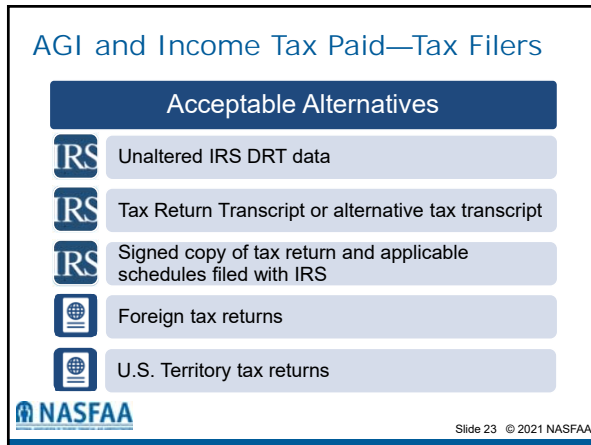 AGI and Income Tax Paid—Tax Filers
Acceptable Alternatives
IRS Unaltered IRS DRT data
IRS Tax Return Transcript or alternative tax transcript
IRS Signed copy of tax return and applicable
schedules filed with IRS
Foreign tax returns
U.S. Territory tax returns
NASFAA
Slide 23 © 2021 NASFAA